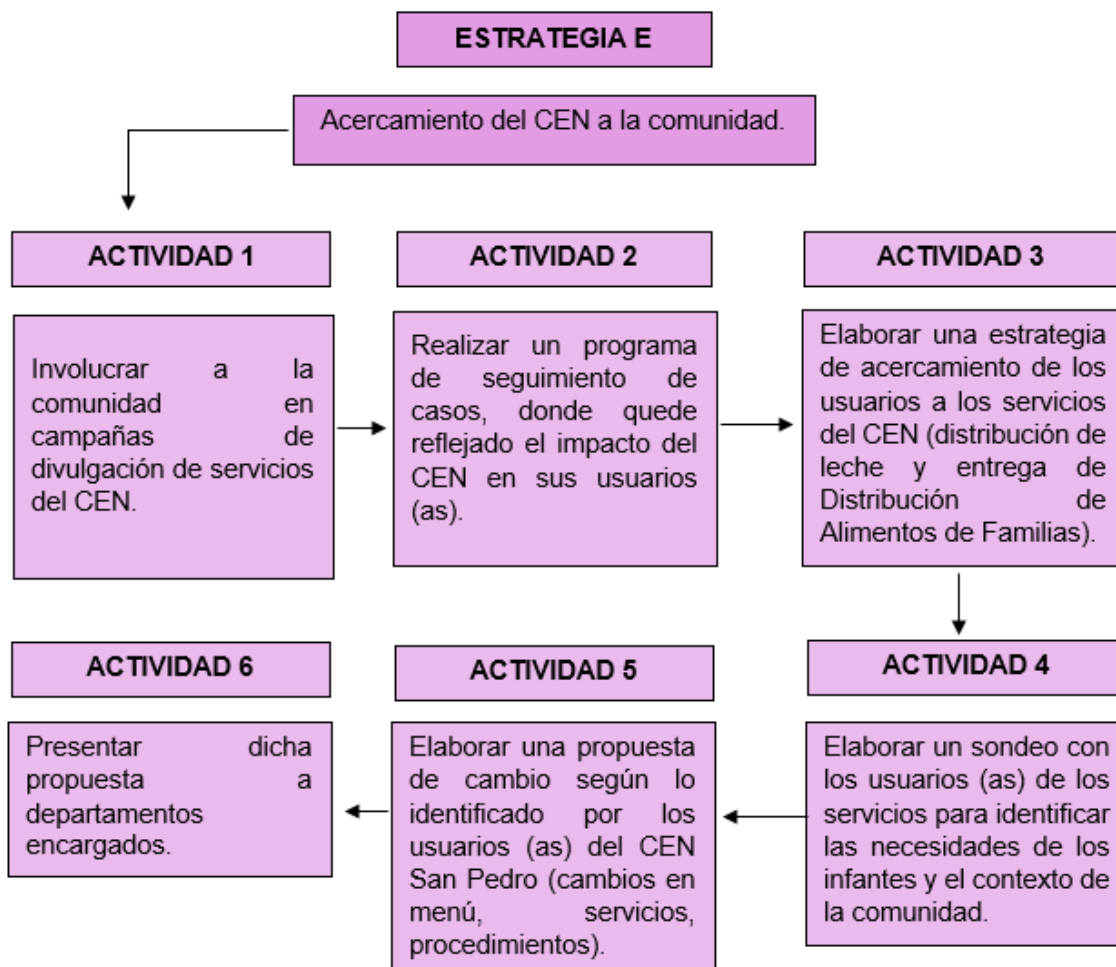 ESTRATEGIA E
Acercamiento del CEN a la comunidad.
ACTIVIDAD 1
Involucrar a la
comunidad en
campañas de
divulgación de servicios
del CEN.
ACTIVIDAD 2
Realizar un programa
de seguimiento de
casos, donde quede
reflejado el impacto del
CEN en sus usuarios
(as).
ACTIVIDAD 3
Elaborar una estrategia
de acercamiento de los
usuarios a los servicios
del CEN (distribución de
leche y entrega de
Distribución de
Alimentos de Familias).
ACTIVIDAD 4
Elaborar un sondeo con
los usuarios (as) de los
servicios para identificar
las necesidades de los
infantes y el contexto de
la comunidad.
ACTIVIDAD 5
Elaborar una propuesta
de cambio según lo
identificado por los
usuarios (as) del CEN
San Pedro (cambios en
menú, servicios,
procedimientos).
ACTIVIDAD 6
Presentar dicha
propuesta a
departamentos
encargados.